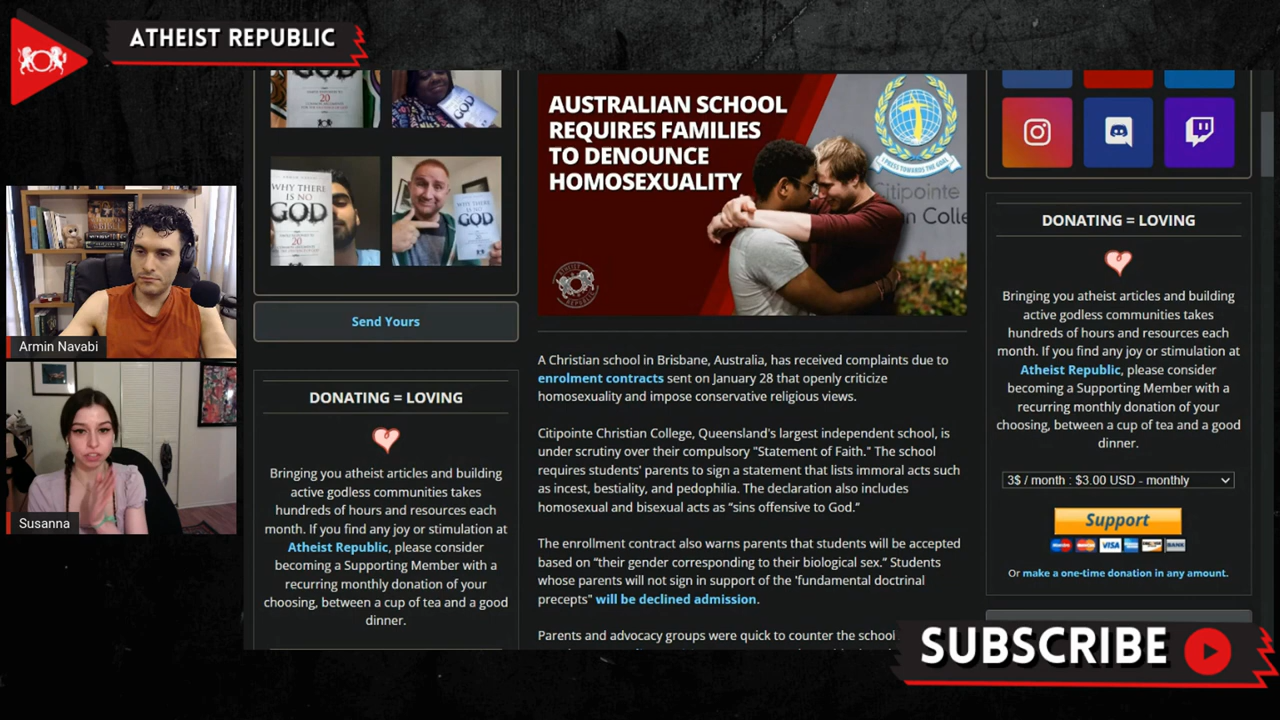 ATHEIST REPUBLIC
Armin Navabi
Susanna
GOD
GOD
WHY THERE
IS NO
GOD
20
WHY THERE
IS NO
GOD
Send Yours
DONATING = LOVING
Bringing you atheist articles and building
active godless communities takes
hundreds of hours and resources each
month. If you find any joy or stimulation at
Atheist Republic, please consider
becoming a Supporting Member with a
recurring monthly donation of your
choosing, between a cup of tea and a good
dinner.
AUSTRALIAN SCHOOL
REQUIRES FAMILIES
TO DENOUNCE
HOMOSEXUALITY
I PRESS TOWARDS THE GOAL
Citipointe
n Colle
A Christian school in Brisbane, Australia, has received complaints due to
enrolment contracts sent on January 28 that openly criticize
homosexuality and impose conservative religious views.
Citipointe Christian College, Queensland's largest independent school, is
under scrutiny over their compulsory "Statement of Faith." The school
requires students' parents to sign a statement that lists immoral acts such
as incest, bestiality, and pedophilia. The declaration also includes
homosexual and bisexual acts as “sins offensive to God.”
The enrollment contract also warns parents that students will be accepted
based on “their gender corresponding to their biological sex.” Students
whose parents will not sign in support of the 'fundamental doctrinal
precepts" will be declined admission.
Parents and advocacy groups were quick to counter the school
DONATING = LOVING
Bringing you atheist articles and building
active godless communities takes
hundreds of hours and resources each
month. If you find any joy or stimulation at
Atheist Republic, please consider
becoming a Supporting Member with a
recurring monthly donation of your
choosing, between a cup of tea and a good
dinner.
3$ / month : $3.00 USD - monthly
Support
VISA
BANK
Or make a one-time donation in any amount.
SUBSCRIBE